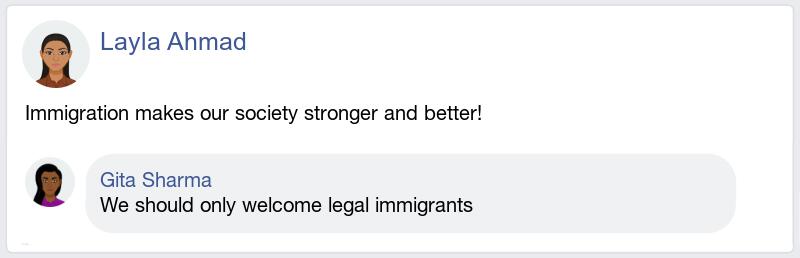 Layla Ahmad
Immigration makes our society stronger and better!
Gita Sharma
We should only welcome legal immigrants